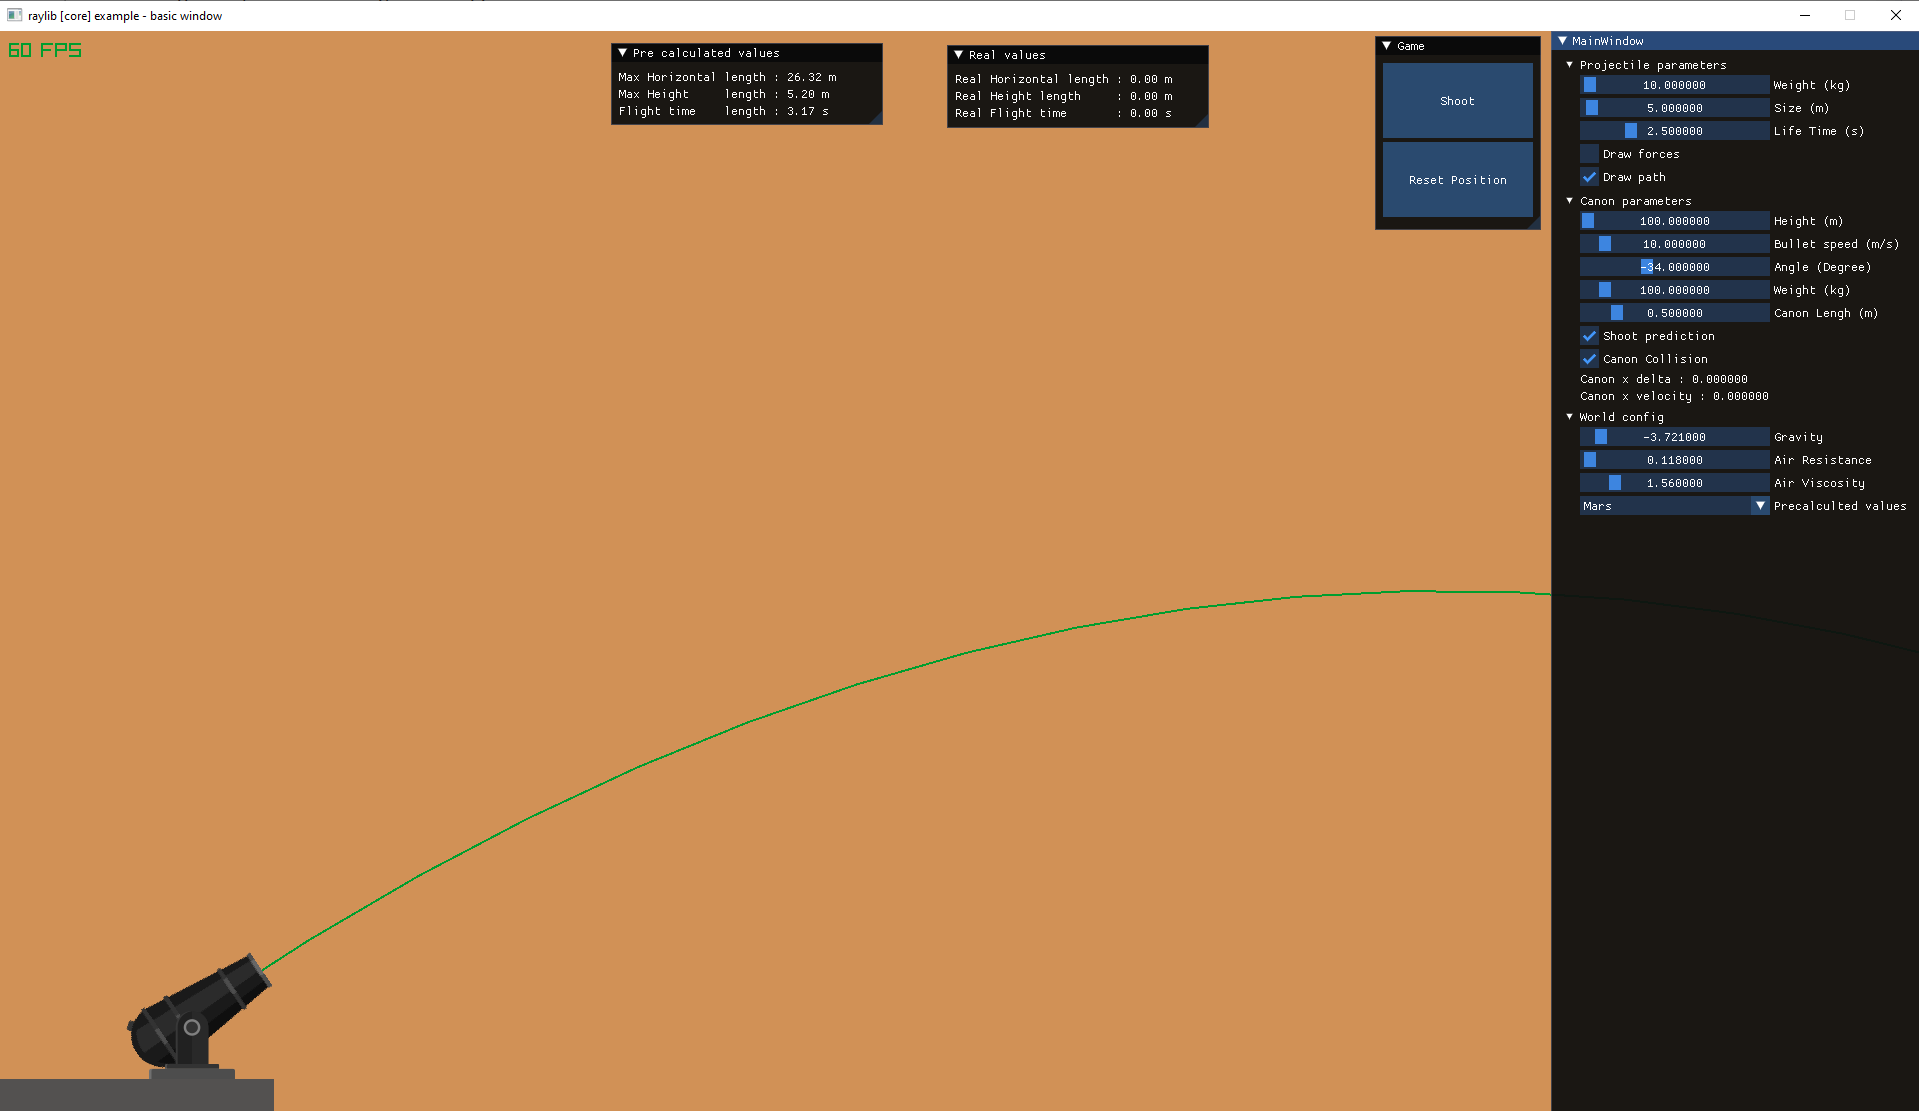 raylib [core] example - basic window
60 FPS
Pre calculated values
Max Horizontal length : 26.32 m
Max Height     length : 5.20 m
Flight time    length : 3.17 s
Real values
Real Horizontal length : 0.00 m
Real Height length     : 0.00 m
Real Flight time       : 0.00 s
Game
Shoot
Reset Position
MainWindow
Projectile parameters
10.000000 Weight (kg)
5.000000 Size (m)
2.500000 Life Time (s)
Draw forces
Draw path
Canon parameters
100.000000 Height (m)
10.000000 Bullet speed (m/s)
-34.000000 Angle (Degree)
100.000000 Weight (kg)
0.500000 Canon Lengh (m)
Shoot prediction
Canon Collision
Canon x delta : 0.000000
Canon x velocity : 0.000000
World config
-3.721000 Gravity
0.118000 Air Resistance
1.560000 Air Viscosity
Mars Precalculted values